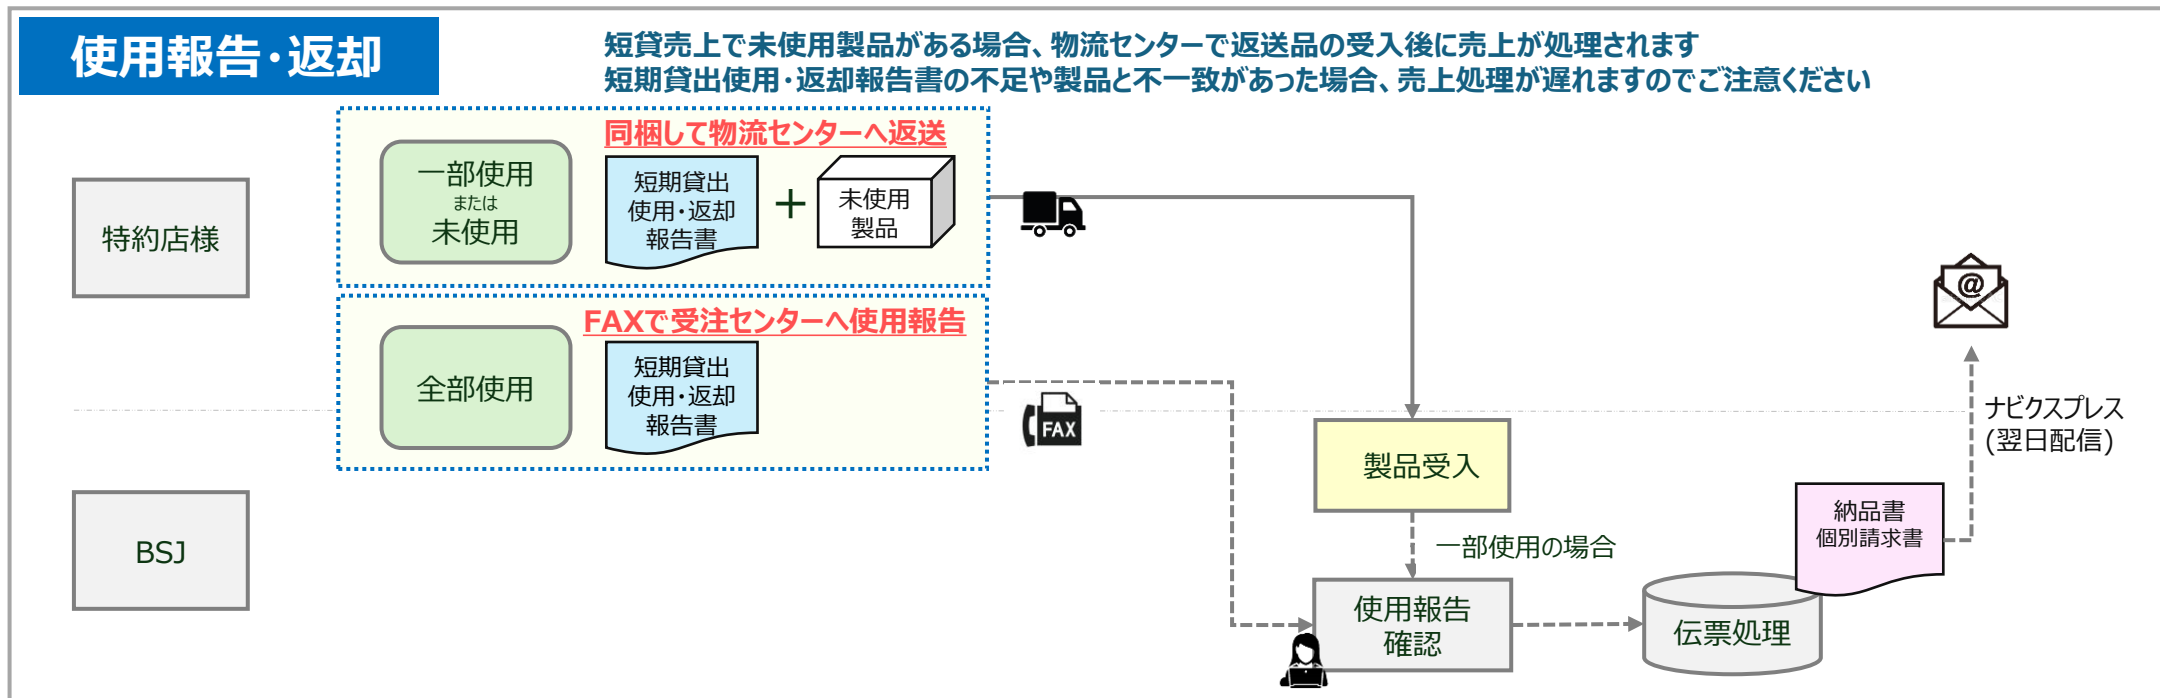 使用報告・返却
短貸売上で未使用製品がある場合、物流センターで返送品の受入後に売上が処理されます
短期貸出使用・返却報告書の不足や製品と不一致があった場合、売上処理が遅れますのでご注意ください
同梱して物流センターへ返送
一部使用
または
未使用
短期貸出
使用・返却
報告書
+
未使用
製品
特約店様
FAXで受注センターへ使用報告
全部使用
短期貸出
使用・返却
報告書
FAX
@
ナビクスプレス
(翌日配信)
製品受入
納品書
個別請求書
一部使用の場合
BSJ
使用報告
確認
伝票処理